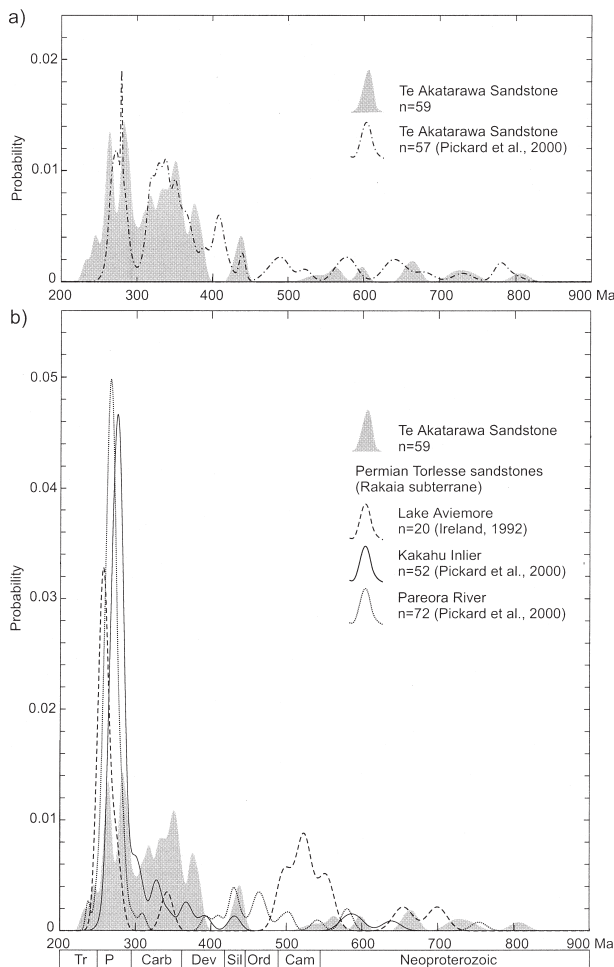 a)
0.02
Te Akatarawa Sandstone
n=59
Te Akatarawa Sandstone
n=57 (Pickard et al., 2000)
Probability
0.01
0
200 300 400 500 600 700 800 900 Ma
b)
0.05
Te Akatarawa Sandstone
n=59
Permian Torlesse sandstones
(Rakaia subterrane)
0.04
Lake Aviemore
n=20 (Ireland, 1992)
Kakahu Inlier
n=52 (Pickard et al., 2000)
Probability
0.03
Pareora River
n=72 (Pickard et al., 2000)
0.02
0.01
0
200 300 400 500 600 700 800 900 Ma
Tr P Carb Dev Sil Ord Cam Neoproterozoic